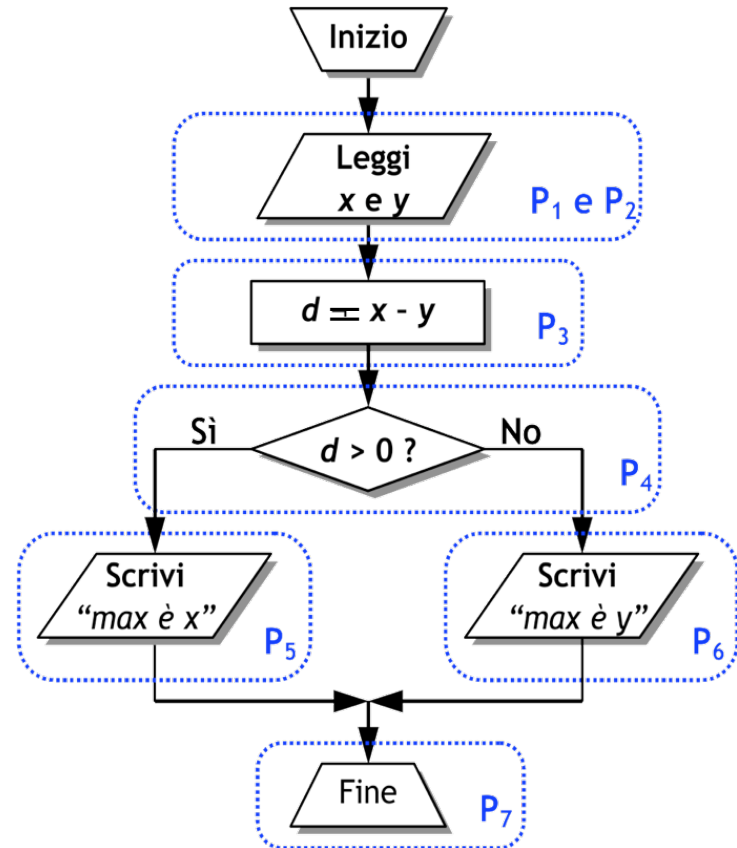 Inizio
Leggi
x e y
P₁ e P₂
d = x - y
P₃
Sì
d > 0 ?
No
P₄
Scrivi
“max è x”
P₅
Scrivi
“max è y”
P₆
Fine
P₇